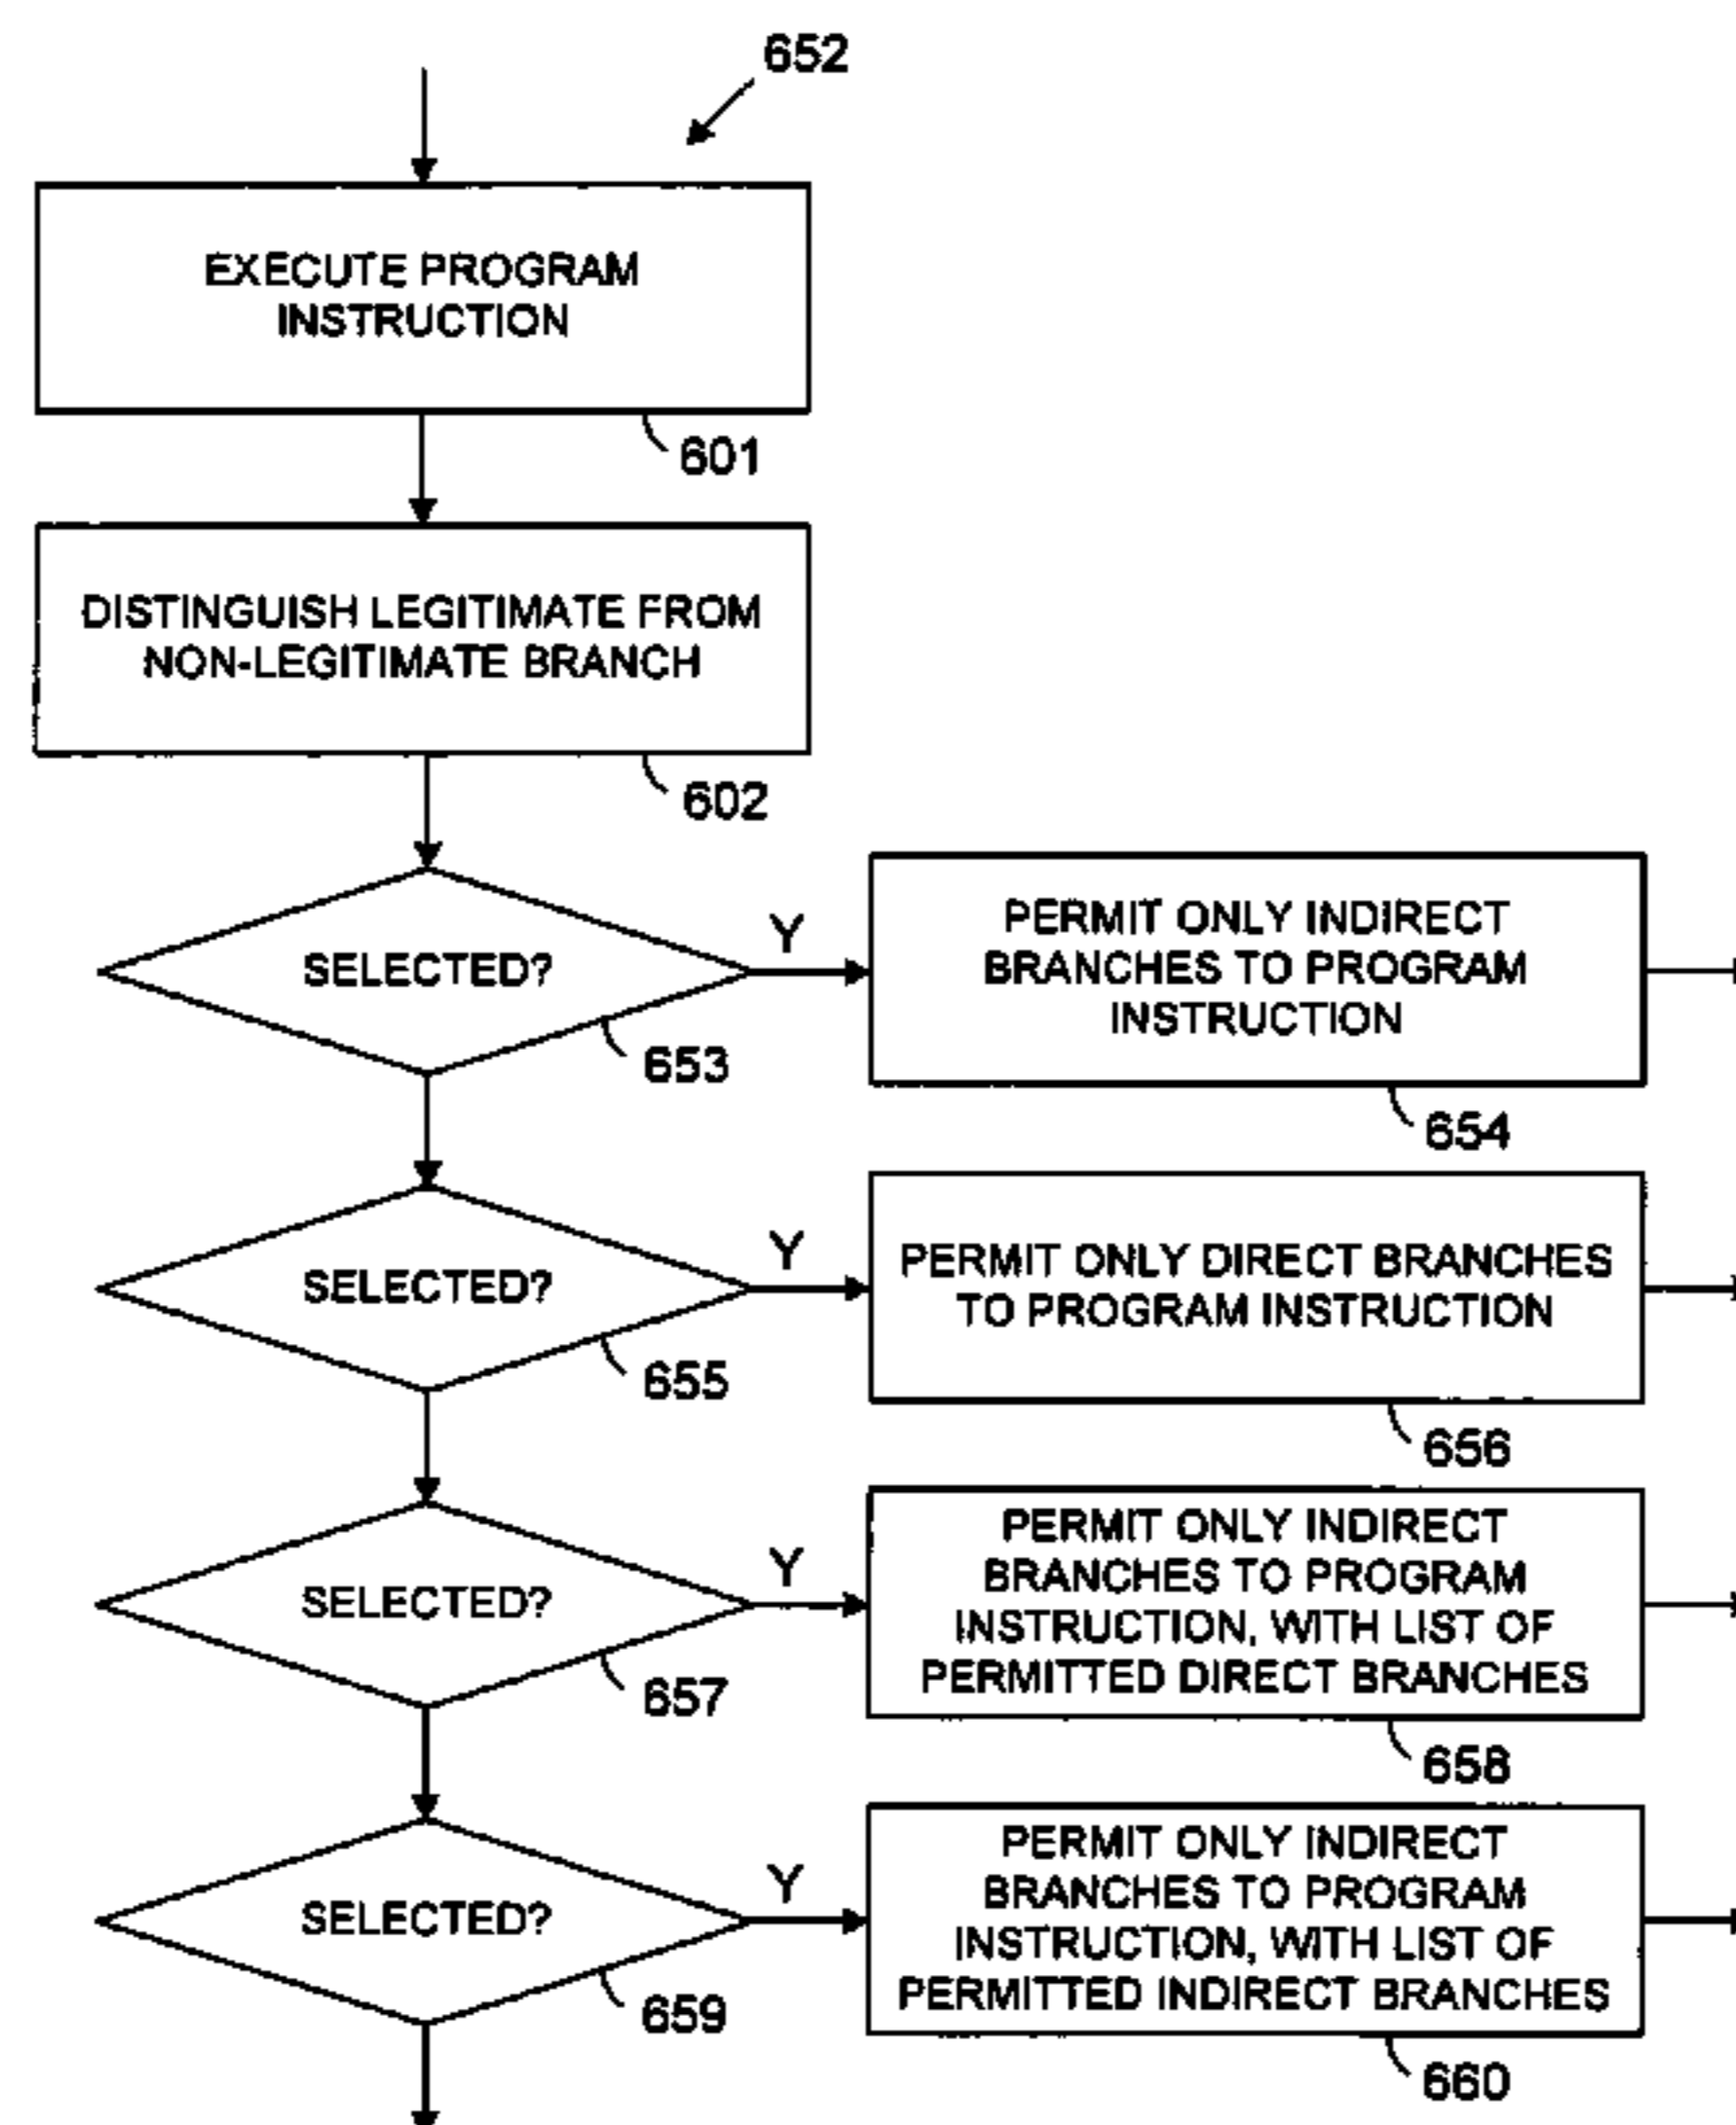 652
EXECUTE PROGRAM
INSTRUCTION
601
DISTINGUISH LEGITIMATE FROM
NON-LEGITIMATE BRANCH
602
SELECTED?
653
Y
PERMIT ONLY INDIRECT
BRANCHES TO PROGRAM
INSTRUCTION
654
SELECTED?
655
Y
PERMIT ONLY DIRECT BRANCHES
TO PROGRAM INSTRUCTION
656
SELECTED?
657
Y
PERMIT ONLY INDIRECT
BRANCHES TO PROGRAM
INSTRUCTION, WITH LIST OF
PERMITTED DIRECT BRANCHES
658
SELECTED?
659
Y
PERMIT ONLY INDIRECT
BRANCHES TO PROGRAM
INSTRUCTION, WITH LIST OF
PERMITTED INDIRECT BRANCHES
660